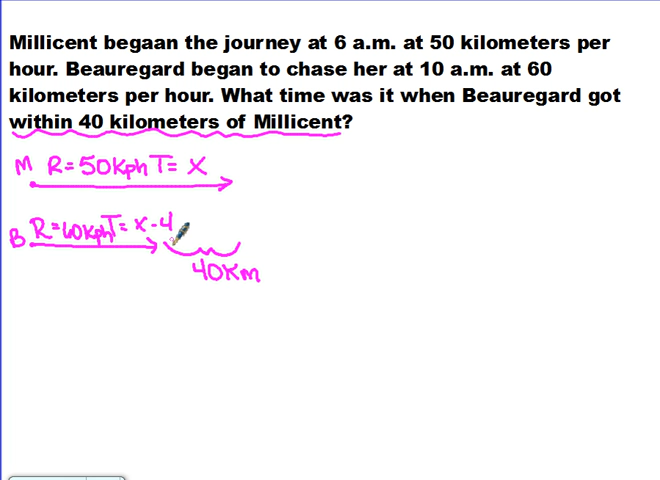 Millicent begaan the journey at 6 a.m. at 50 kilometers per
hour. Beauregard began to chase her at 10 a.m. at 60
kilometers per hour. What time was it when Beauregard got
within 40 kilometers of Millicent?
M R=50Kph T= X
B R=60Kph T= X-4
40Km